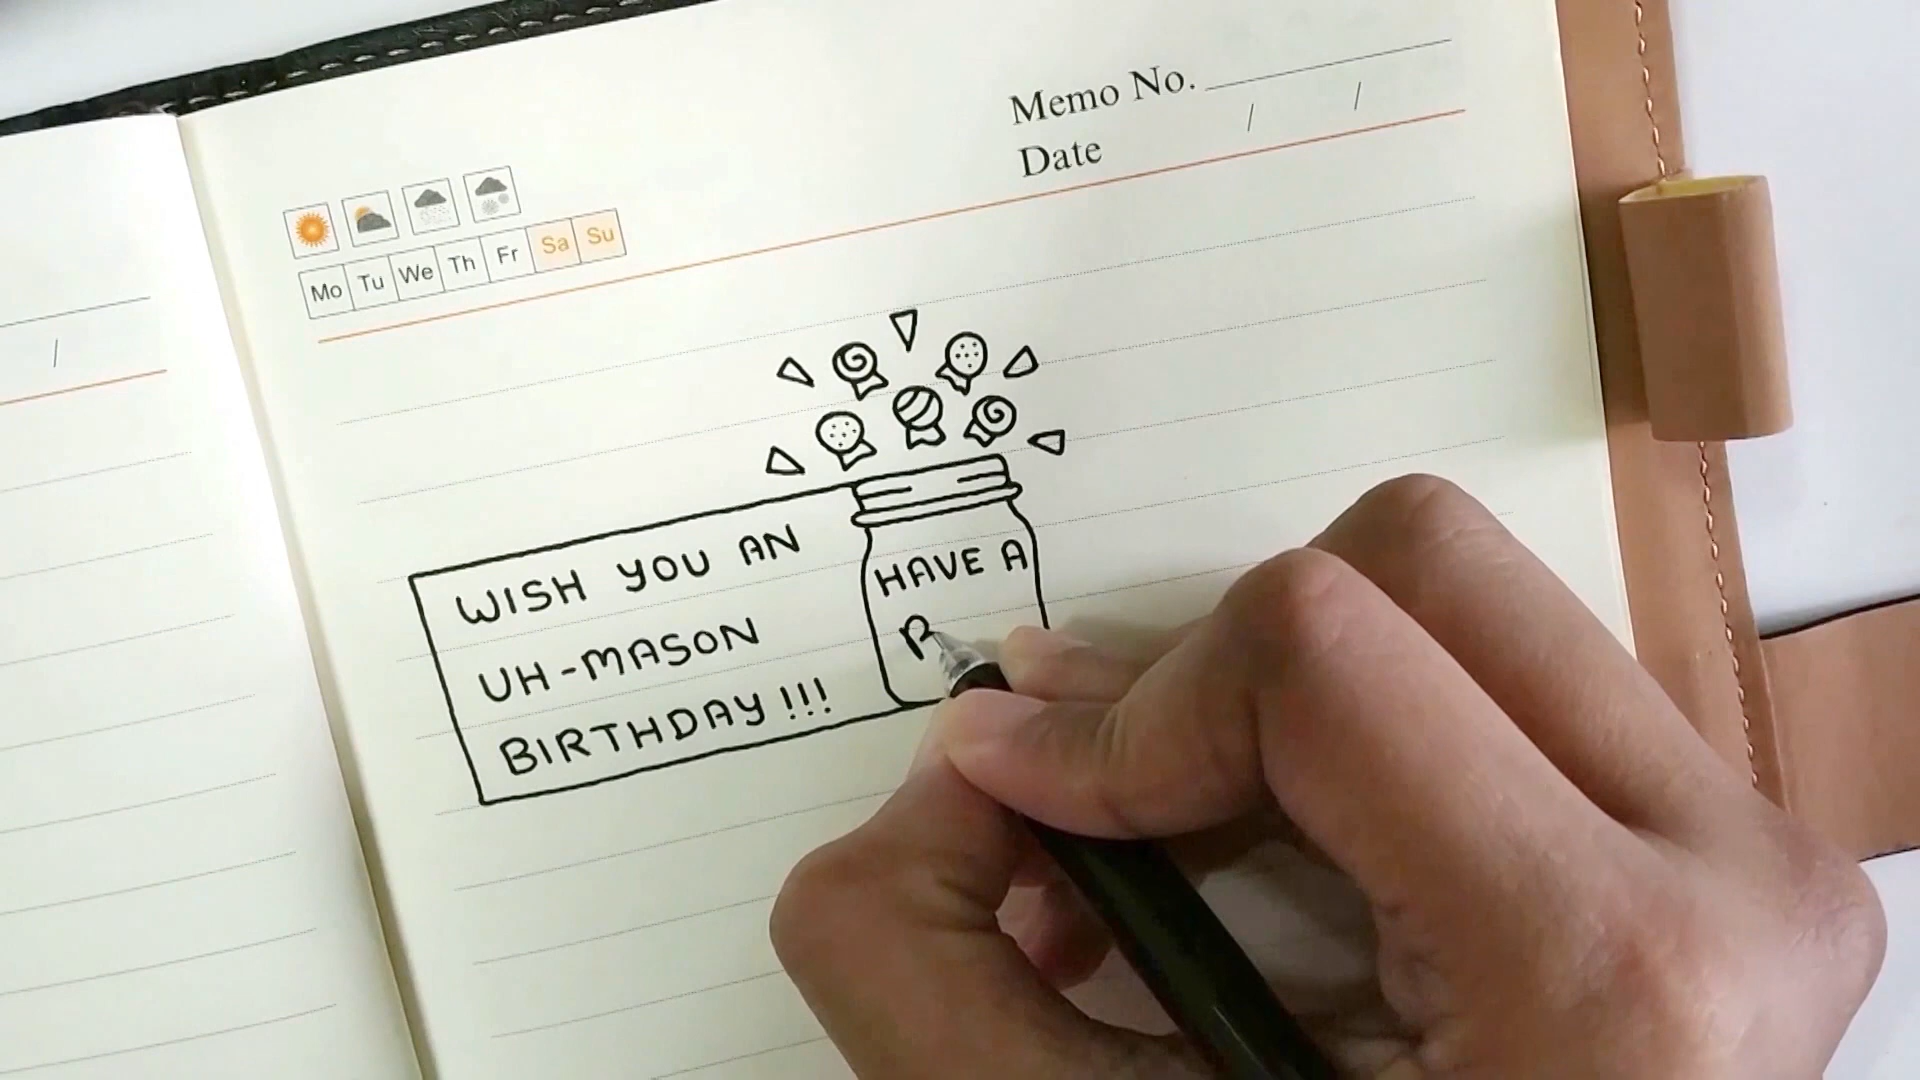 Memo No.
Date / /
Mo Tu We Th Fr Sa Su
/
WISH YOU AN
UH-MASON
BIRTHDAY !!!
HAVE A